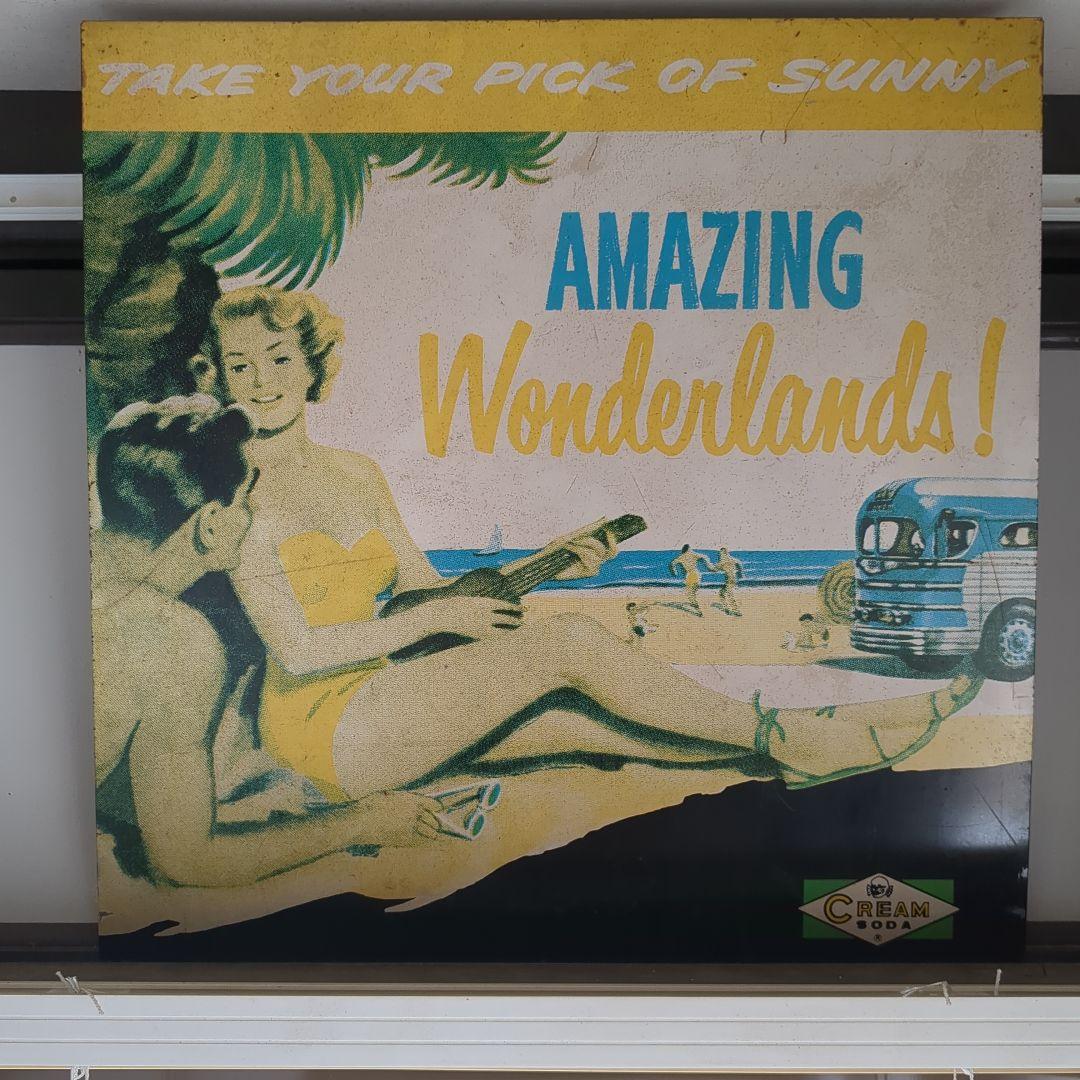 TAKE YOUR PICK OF SUNNY
AMAZING
Wonderlands!
CREAM
SODA
®